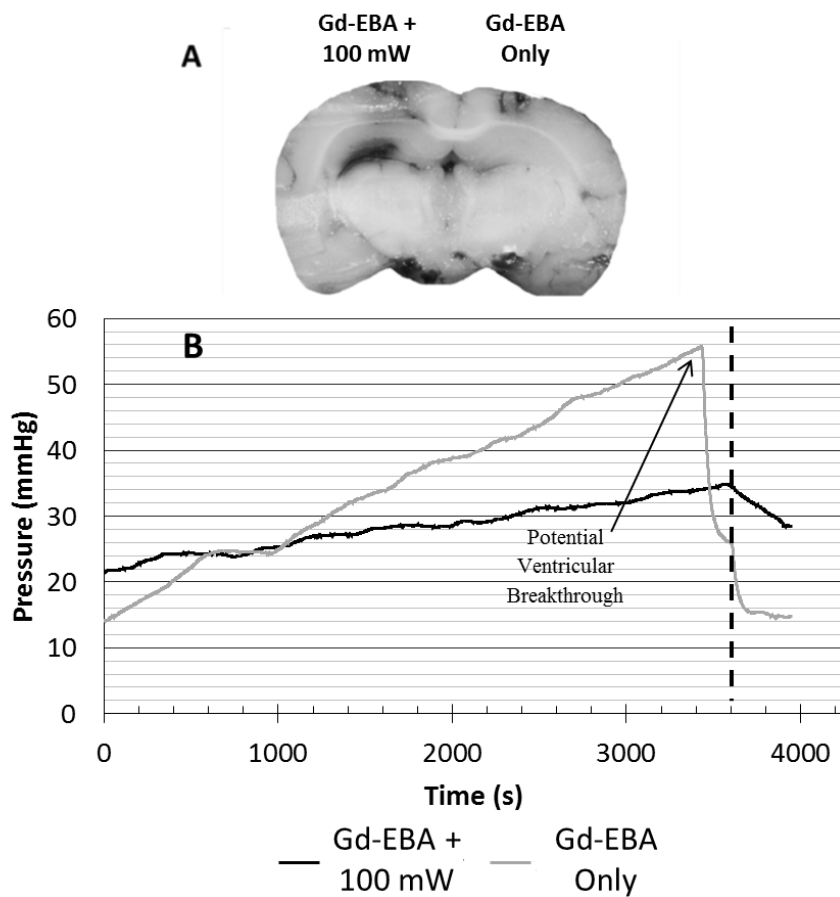 Gd-EBA +
100 mW
Gd-EBA
Only
A
B
60
50
40
30
20
10
0
Pressure (mmHg)
Potential
Ventricular
Breakthrough
0
1000
2000
3000
4000
Time (s)
Gd-EBA +
100 mW
Gd-EBA
Only